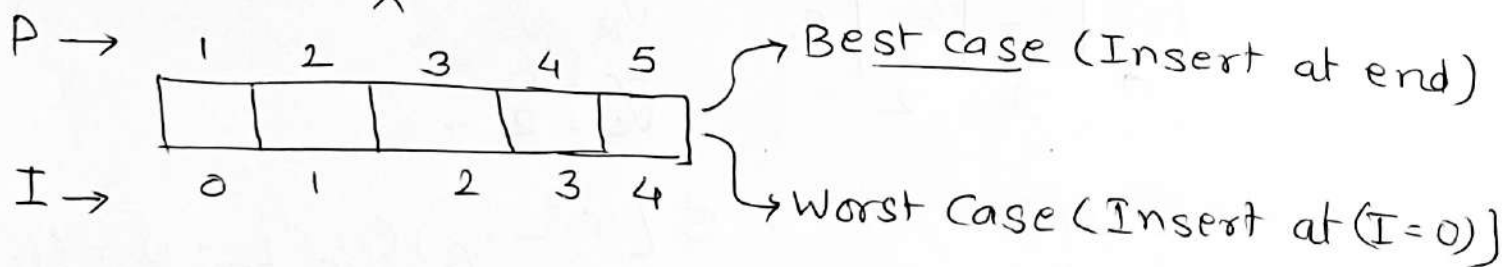 P → 1 2 3 4 5
Best case (Insert at end)
I → 0 1 2 3 4
Worst Case (Insert at (I=0)]